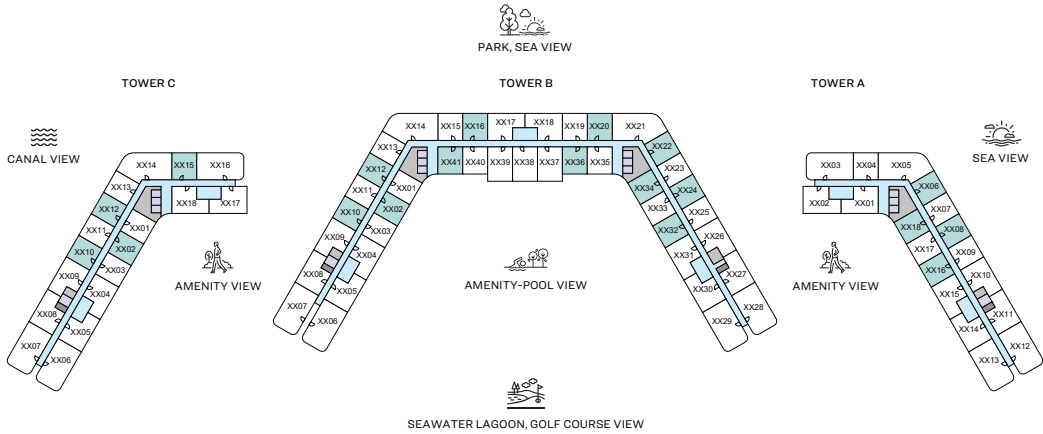 PARK, SEA VIEW
TOWER C
TOWER B
TOWER A
CANAL VIEW
SEA VIEW
XX14
XX15
XX16
XX13
XX12
XX11
XX10
XX09
XX08
XX07
XX06
XX05
XX04
XX03
XX02
XX01
XX18
XX17
AMENITY VIEW
XX14
XX15
XX16
XX17
XX18
XX19
XX20
XX21
XX13
XX12
XX11
XX10
XX09
XX08
XX07
XX06
XX05
XX04
XX03
XX02
XX01
XX41
XX40
XX39
XX38
XX37
XX36
XX35
XX22
XX23
XX24
XX25
XX26
XX27
XX28
XX29
XX30
XX31
XX32
XX33
XX34
AMENITY-POOL VIEW
XX03
XX04
XX05
XX02
XX01
XX06
XX07
XX08
XX09
XX10
XX11
XX12
XX13
XX14
XX15
XX16
XX17
XX18
AMENITY VIEW
SEAWATER LAGOON, GOLF COURSE VIEW